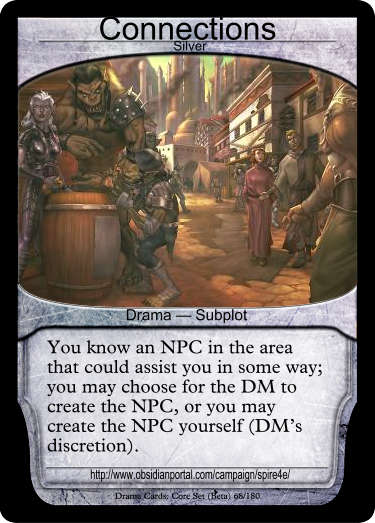 Connections
Silver
Drama — Subplot
You know an NPC in the area
that could assist you in some way;
you may choose for the DM to
create the NPC, or you may
create the NPC yourself (DM's
discretion).
http://www.obsidianportal.com/campaign/spire4e/
Drama Cards: Core Set (Beta) 68/180